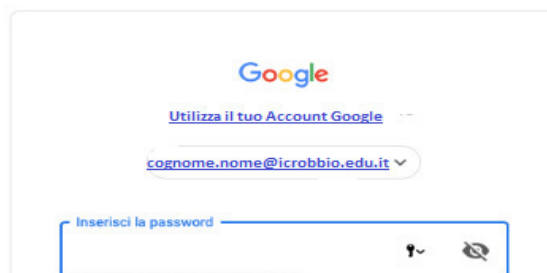 Google
Utilizza il tuo Account Google
cognome.nome@icrobbio.edu.it
Inserisci la password